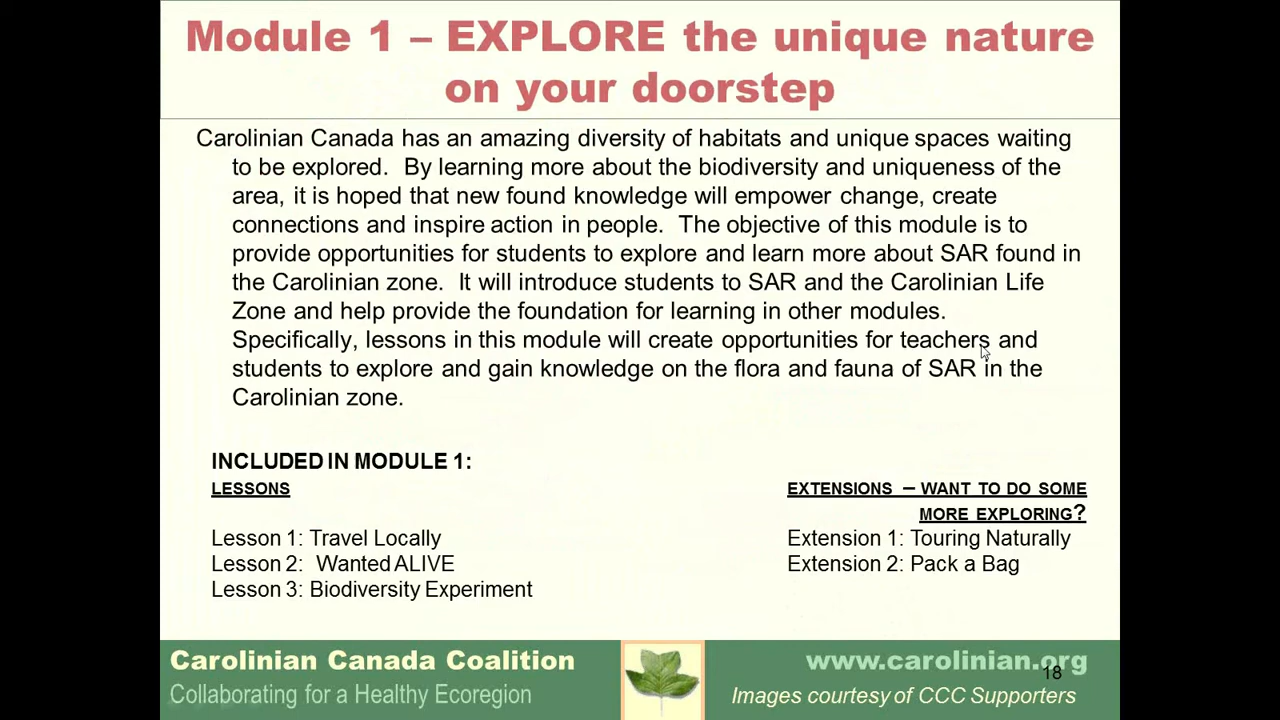 Module 1 – EXPLORE the unique nature
on your doorstep
Carolinian Canada has an amazing diversity of habitats and unique spaces waiting
to be explored. By learning more about the biodiversity and uniqueness of the
area, it is hoped that new found knowledge will empower change, create
connections and inspire action in people. The objective of this module is to
provide opportunities for students to explore and learn more about SAR found in
the Carolinian zone. It will introduce students to SAR and the Carolinian Life
Zone and help provide the foundation for learning in other modules.
Specifically, lessons in this module will create opportunities for teachers and
students to explore and gain knowledge on the flora and fauna of SAR in the
Carolinian zone.
INCLUDED IN MODULE 1:
LESSONS
Lesson 1: Travel Locally
Lesson 2: Wanted ALIVE
Lesson 3: Biodiversity Experiment
EXTENSIONS – WANT TO DO SOME
MORE EXPLORING?
Extension 1: Touring Naturally
Extension 2: Pack a Bag
Carolinian Canada Coalition
Collaborating for a Healthy Ecoregion
www.carolinian.org
18
Images courtesy of CCC Supporters